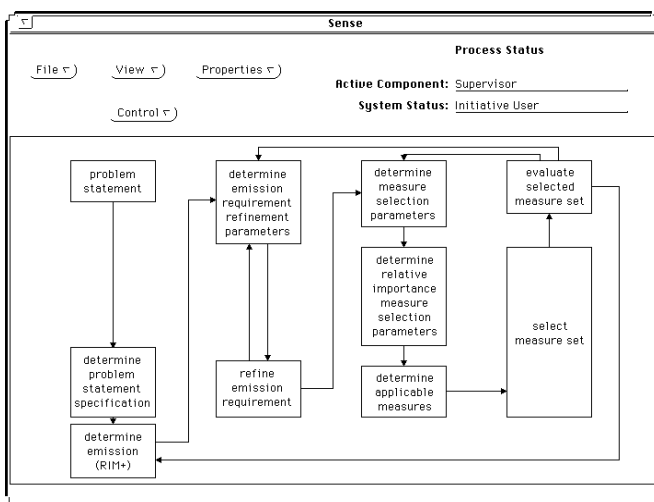 Sense
Process Status
File
View
Properties
Active Component: Supervisor
Control
System Status: Initiative User
problem
statement
determine
problem
statement
specification
determine
emission
(RIM+)
determine
emission
requirement
refinement
parameters
refine
emission
requirement
determine
measure
selection
parameters
determine
relative
importance
measure
selection
parameters
determine
applicable
measures
evaluate
selected
measure set
select
measure set